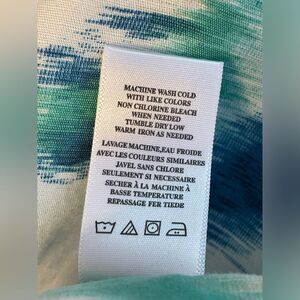 MACHINE WASH COLD
WITH LIKE COLORS
NON CHLORINE BLEACH
WHEN NEEDED
TUMBLE DRY LOW
WARM IRON AS NEEDED
LAVAGE MACHINE,EAU FROIDE
AVEC LES COULEURS SIMILAIRES
JAVEL SANS CHLORE
SEULEMENT SI NECESSAIRE
SECHER À LA MACHINE À
BASSE TEMPERATURE
REPASSAGE FER TIEDE